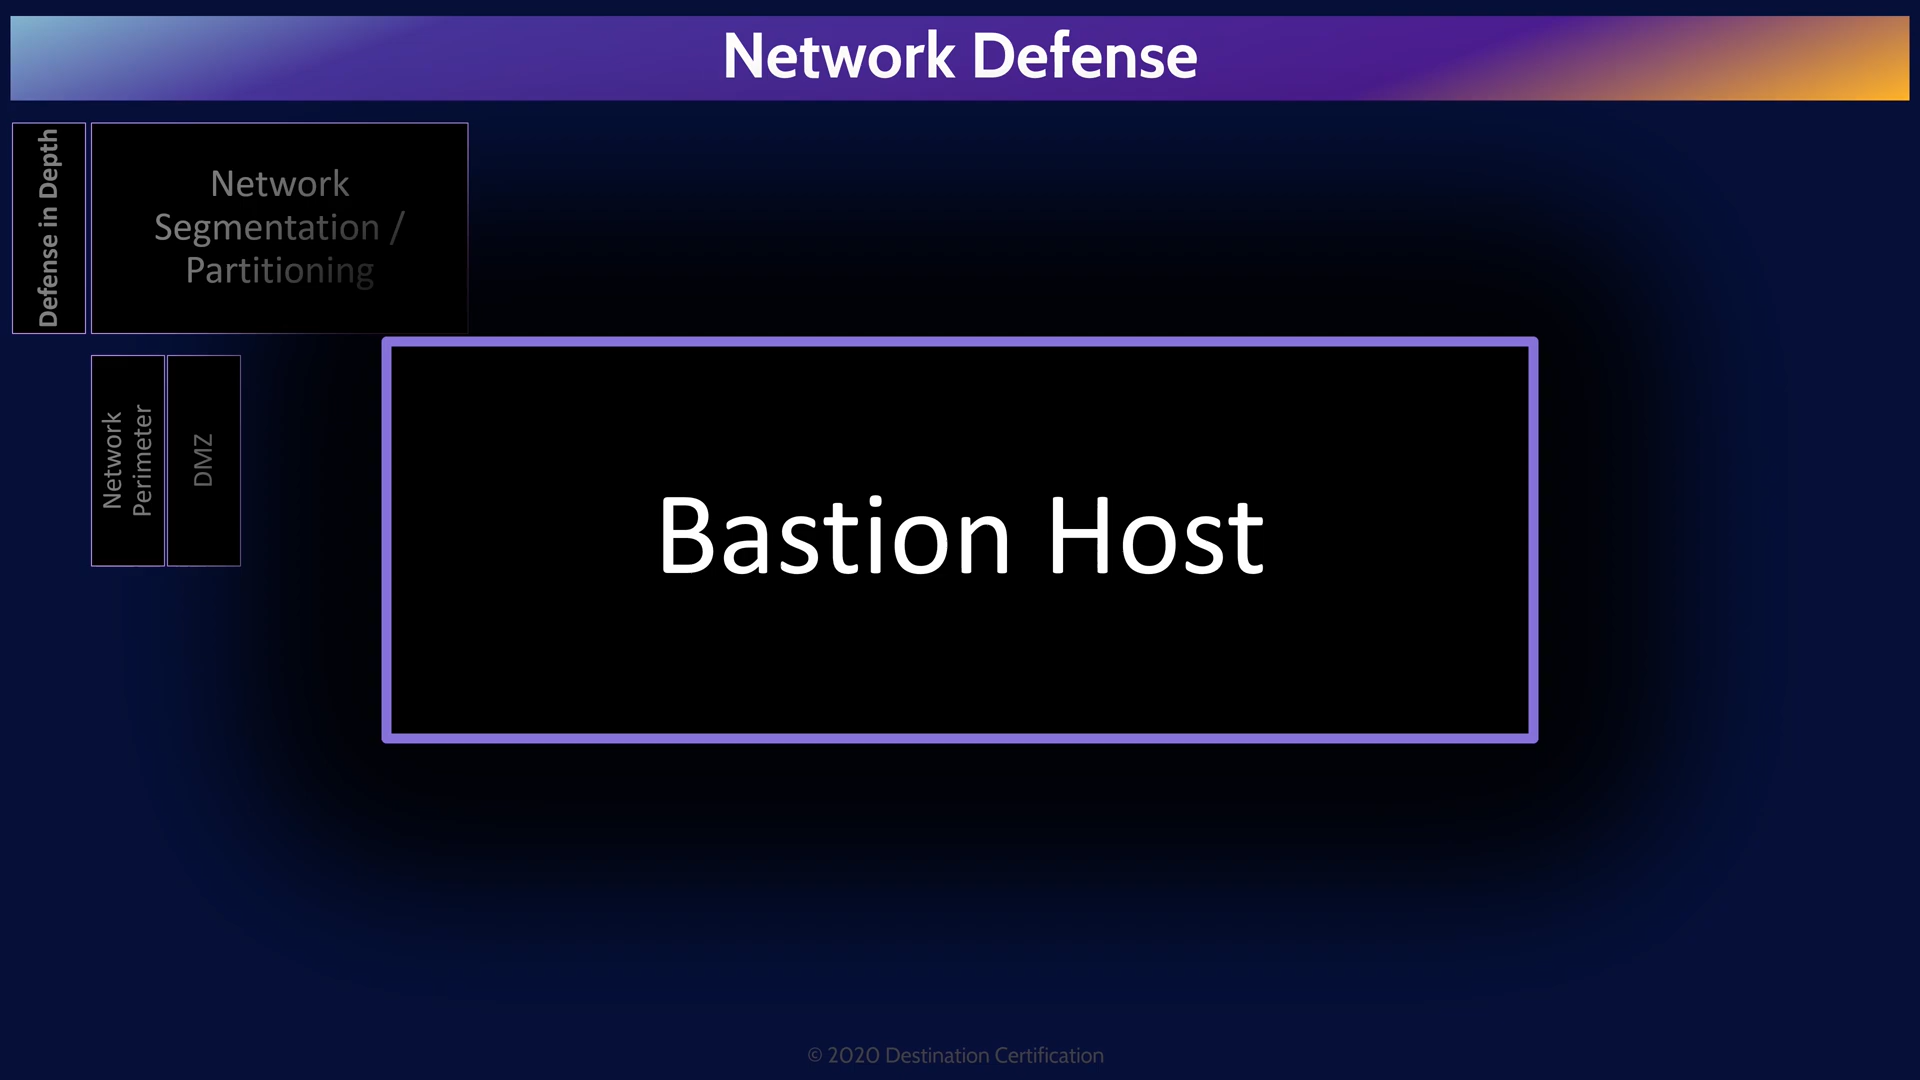 Network Defense
Defense in Depth
Network
Segmentation /
Partitioning
Network
Perimeter
DMZ
Bastion Host
© 2020 Destination Certification